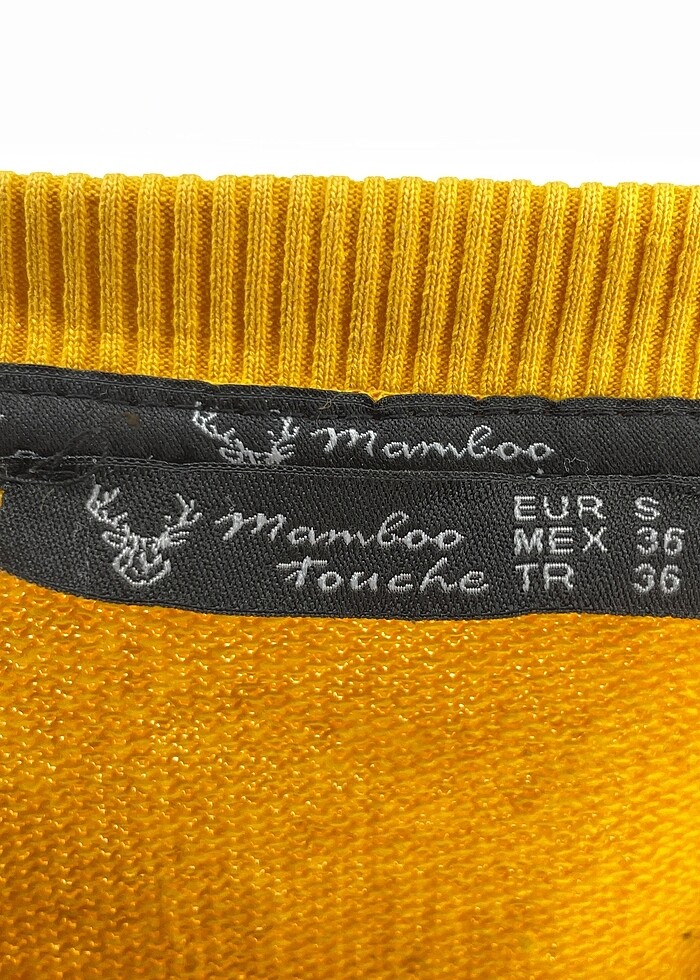 Mamboo
Mamboo
Touche
EUR S
MEX 36
TR 36